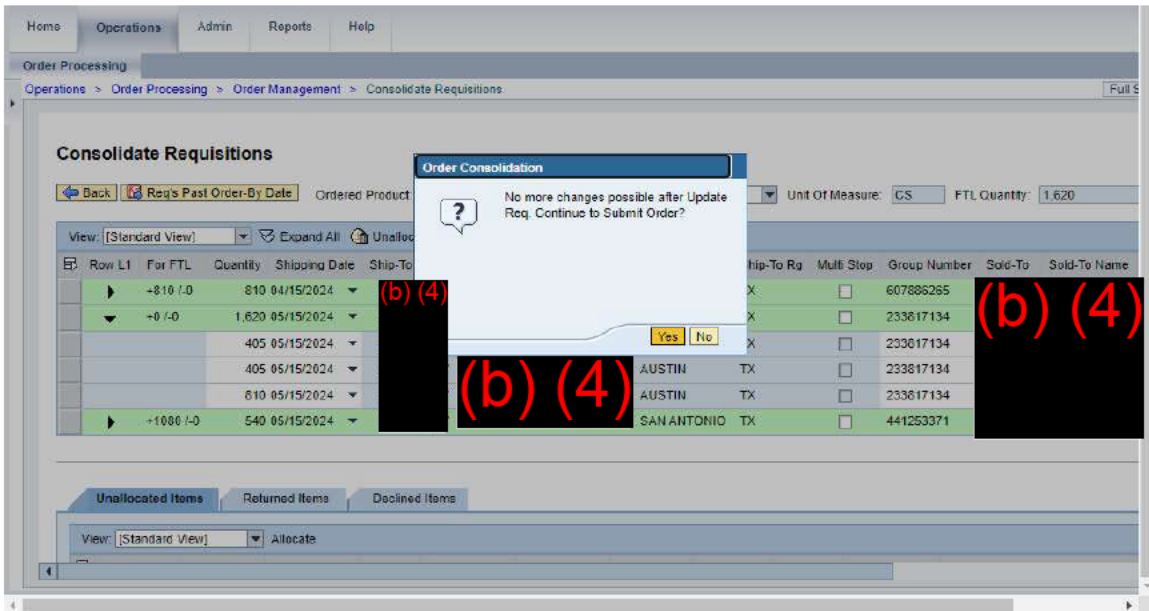 Home Operations Admin Reports Help
Order Processing
Operations > Order Processing > Order Management > Consolidate Requisitions Full S
Consolidate Requisitions
Back Req's Past Order-By Date Ordered Product Unit Of Measure: CS FTL Quantity: 1,620
Order Consolidation
No more changes possible after Update
Req. Continue to Submit Order?
Yes No
View: [Standard View] Expand All Unalloc
Row L1 For FTL Quantity Shipping Date Ship-To hip-To Rg Multi Stop Group Number Sold-To Sold-To Name
+810 /-0 810 04/15/2024 (b) (4) X 607886265 (b) (4)
+0 /-0 1,620 05/15/2024 X 233817134
405 05/15/2024 X 233817134
405 05/15/2024 (b) (4) AUSTIN TX 233817134
810 05/15/2024 AUSTIN TX 233817134
+1080 /-0 540 05/15/2024 SAN ANTONIO TX 441253371
Unallocated Items Returned Items Declined Items
View: [Standard View] Allocate